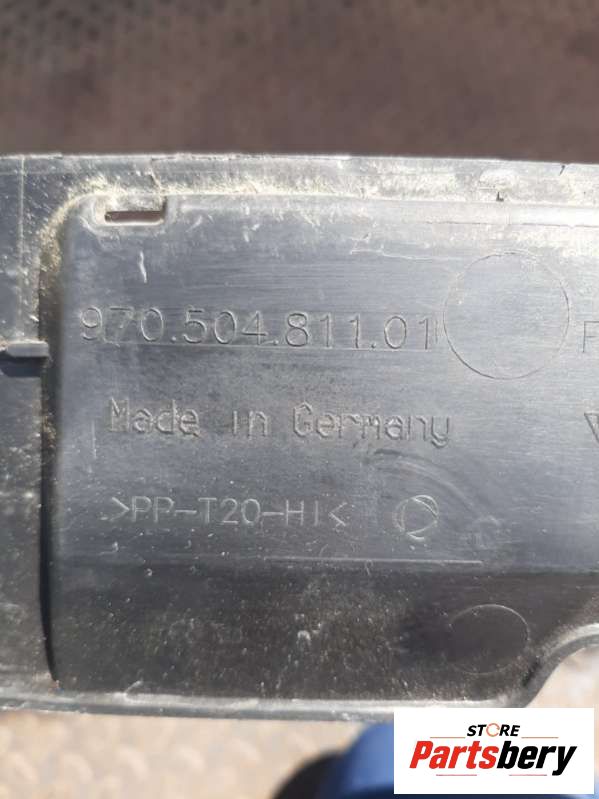 970.504.811.01
F
Made in Germany
>PP-T20-HI<
STORE
Partsbery